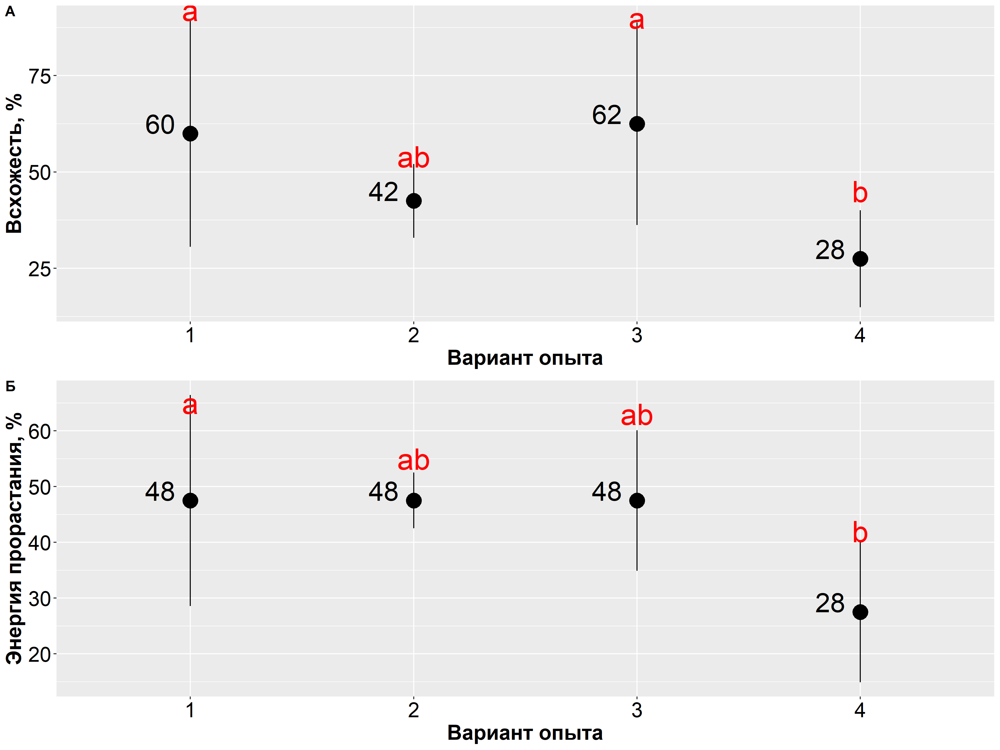 А
Всхожесть, %
75
50
25
a
60
ab
42
a
62
b
28
1 2 3 4
Вариант опыта
Б
Энергия прорастания, %
60
50
40
30
20
a
48
ab
48
ab
48
b
28
1 2 3 4
Вариант опыта